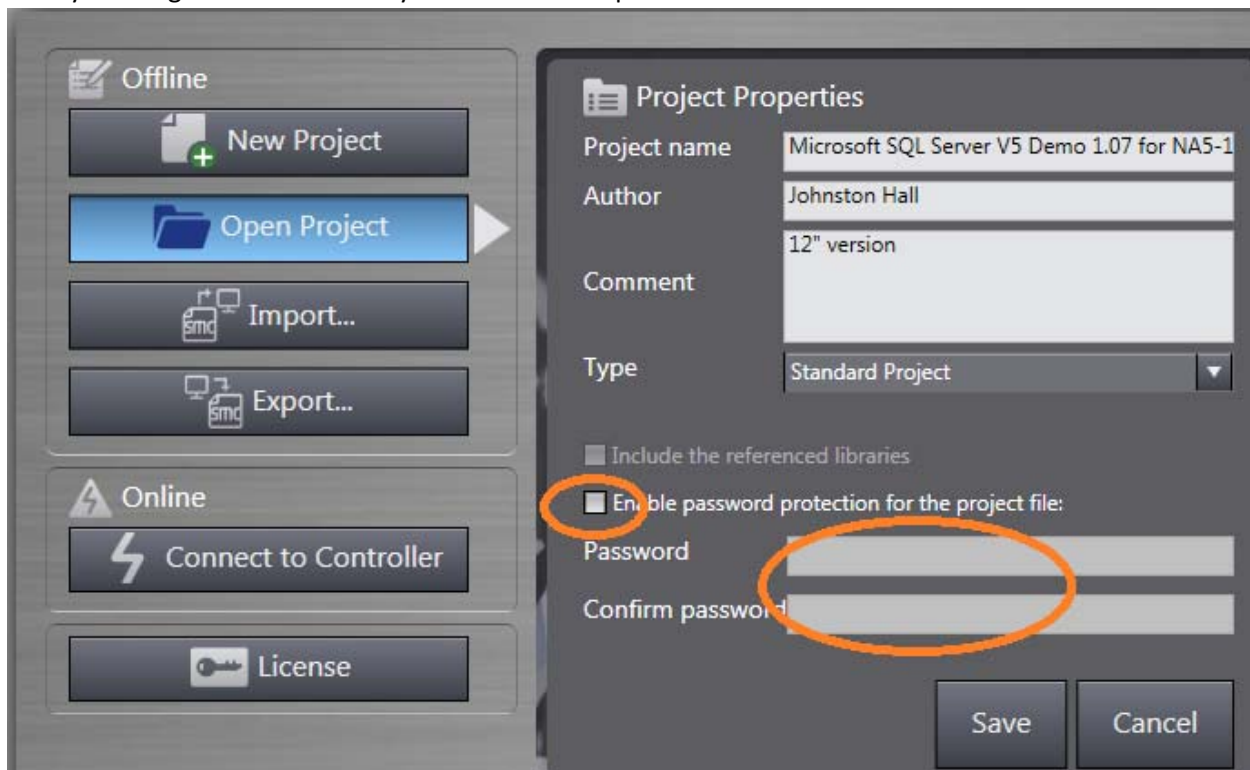 Offline
New Project
Open Project
smc Import...
smc Export...
Online
Connect to Controller
License
Project Properties
Project name Microsoft SQL Server V5 Demo 1.07 for NA5-1
Author Johnston Hall
Comment 12" version
Type Standard Project
Include the referenced libraries
Enable password protection for the project file:
Password
Confirm password
Save Cancel